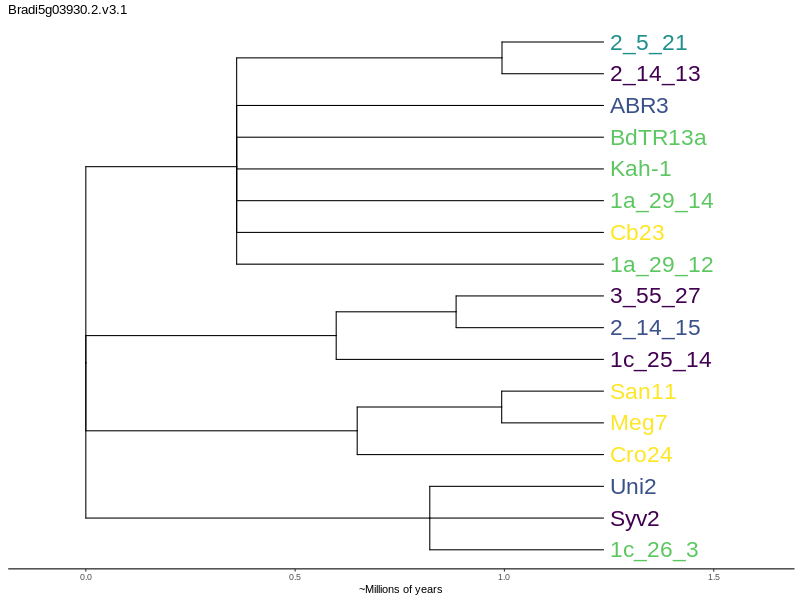 Bradi5g03930.2.v3.1
2_5_21
2_14_13
ABR3
BdTR13a
Kah-1
1a_29_14
Cb23
1a_29_12
3_55_27
2_14_15
1c_25_14
San11
Meg7
Cro24
Uni2
Syv2
1c_26_3
0.0 0.5 1.0 1.5
~Millions of years